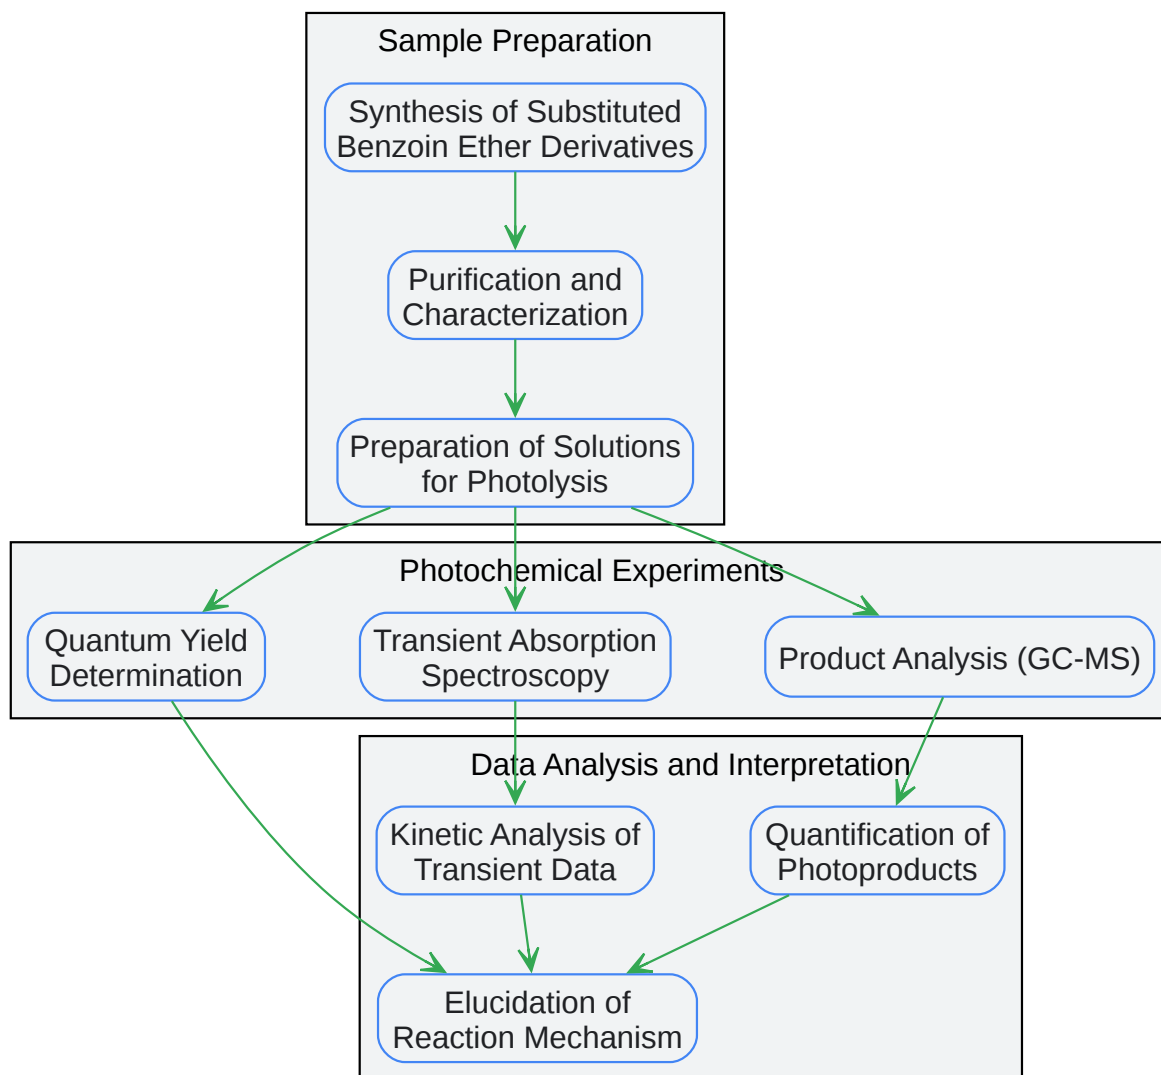 Sample Preparation
Synthesis of Substituted
Benzoin Ether Derivatives
Purification and
Characterization
Preparation of Solutions
for Photolysis
Photochemical Experiments
Quantum Yield
Determination
Transient Absorption
Spectroscopy
Product Analysis (GC-MS)
Data Analysis and Interpretation
Kinetic Analysis of
Transient Data
Quantification of
Photoproducts
Elucidation of
Reaction Mechanism